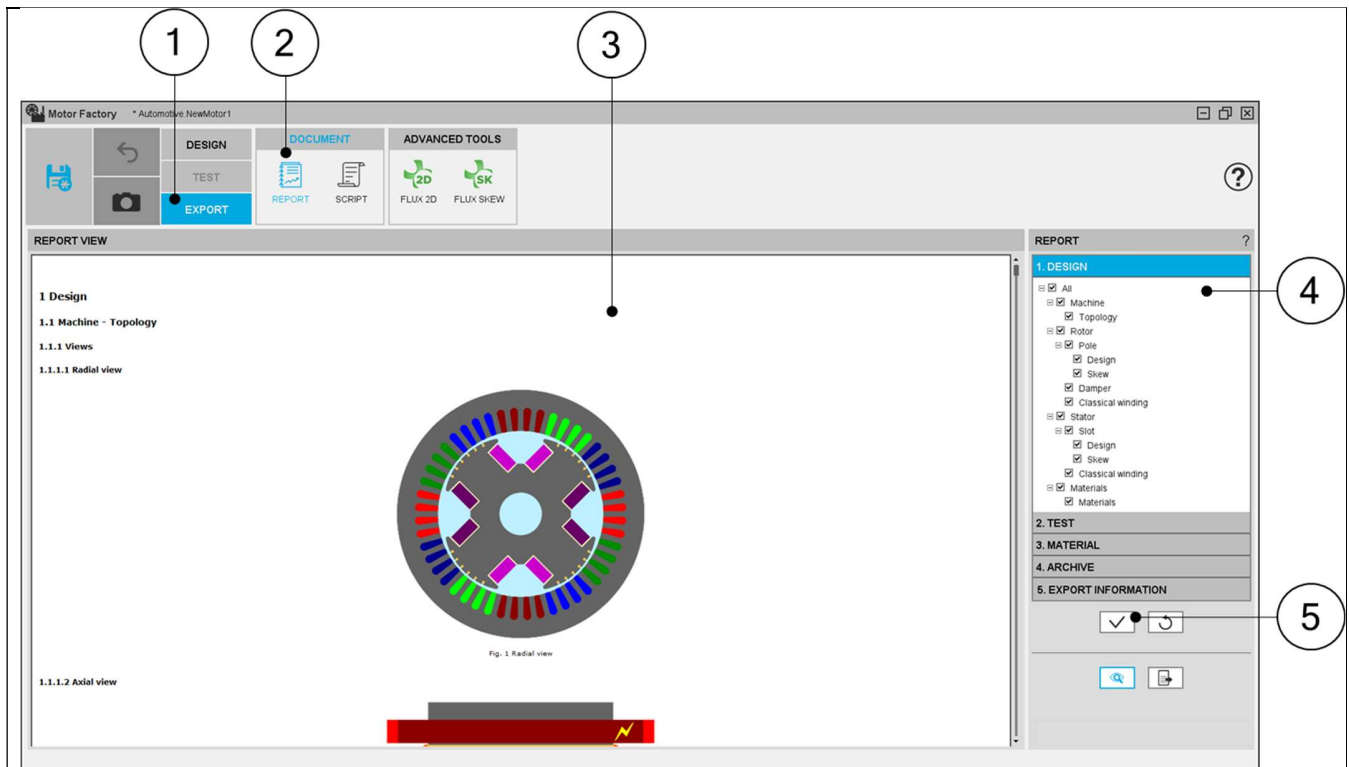 1
2
3
Motor Factory * Automotive.NewMotor1
DESIGN
DOCUMENT
ADVANCED TOOLS
TEST
2D
SK
REPORT
SCRIPT
FLUX 2D
FLUX SKEW
?
EXPORT
REPORT VIEW
REPORT ?
1. DESIGN
1 Design
1.1 Machine - Topology
1.1.1 Views
1.1.1.1 Radial view
Fig. 1 Radial view
1.1.1.2 Axial view
All
Machine
Topology
Rotor
Pole
Design
Skew
Damper
Classical winding
Stator
Slot
Design
Skew
Classical winding
Materials
Materials
4
2. TEST
3. MATERIAL
4. ARCHIVE
5. EXPORT INFORMATION
5